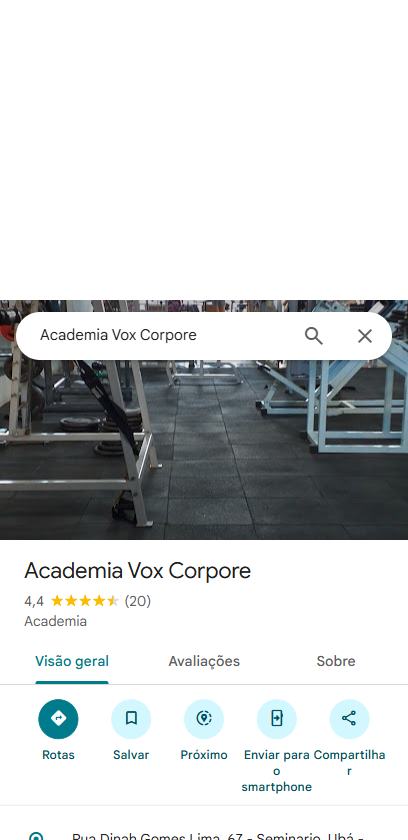 Academia Vox Corpore
Academia Vox Corpore
4,4 (20)
Academia
Visão geral Avaliações Sobre
Rotas Salvar Próximo Enviar para o smartphone Compartilhar
Rua Dinah Gomes Lima, 67 - Seminario, Ubá -